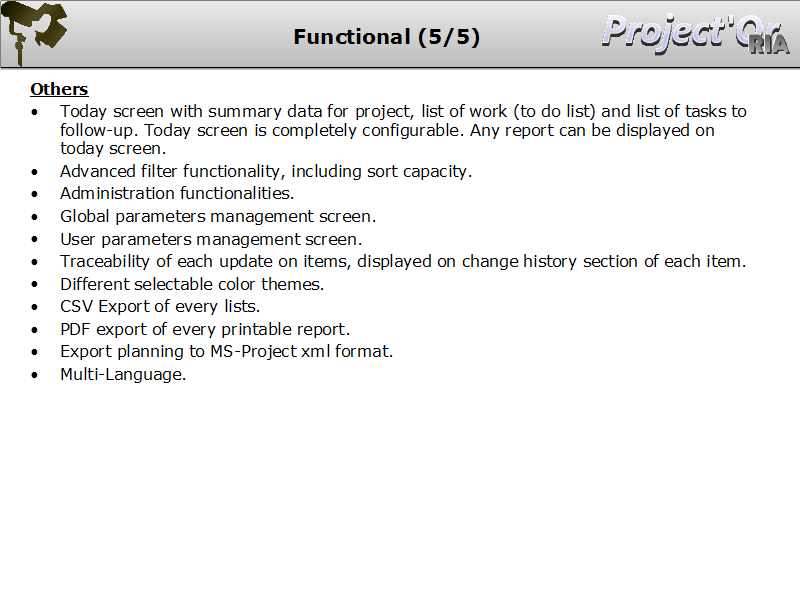 Functional (5/5)
Project'Or
RIA
Others
• Today screen with summary data for project, list of work (to do list) and list of tasks to
follow-up. Today screen is completely configurable. Any report can be displayed on
today screen.
• Advanced filter functionality, including sort capacity.
• Administration functionalities.
• Global parameters management screen.
• User parameters management screen.
• Traceability of each update on items, displayed on change history section of each item.
• Different selectable color themes.
• CSV Export of every lists.
• PDF export of every printable report.
• Export planning to MS-Project xml format.
• Multi-Language.